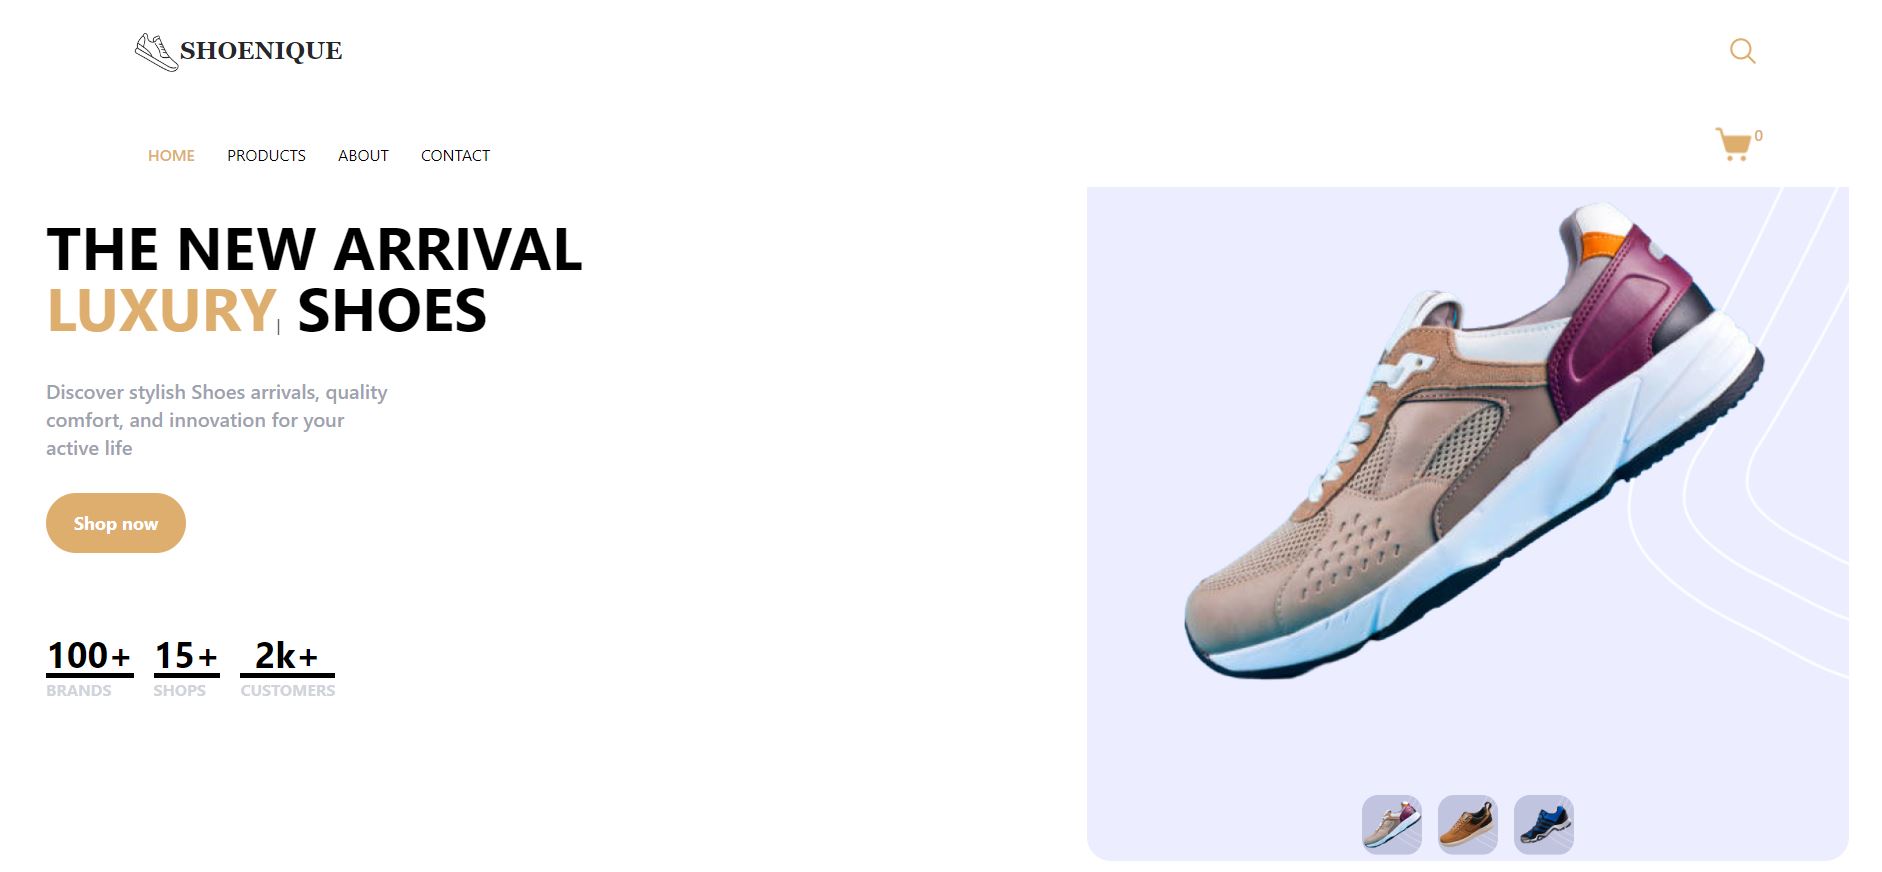 SHOENIQUE
HOME PRODUCTS ABOUT CONTACT
0
THE NEW ARRIVAL
LUXURY| SHOES
Discover stylish Shoes arrivals, quality
comfort, and innovation for your
active life
Shop now
100+ 15+ 2k+
BRANDS SHOPS CUSTOMERS